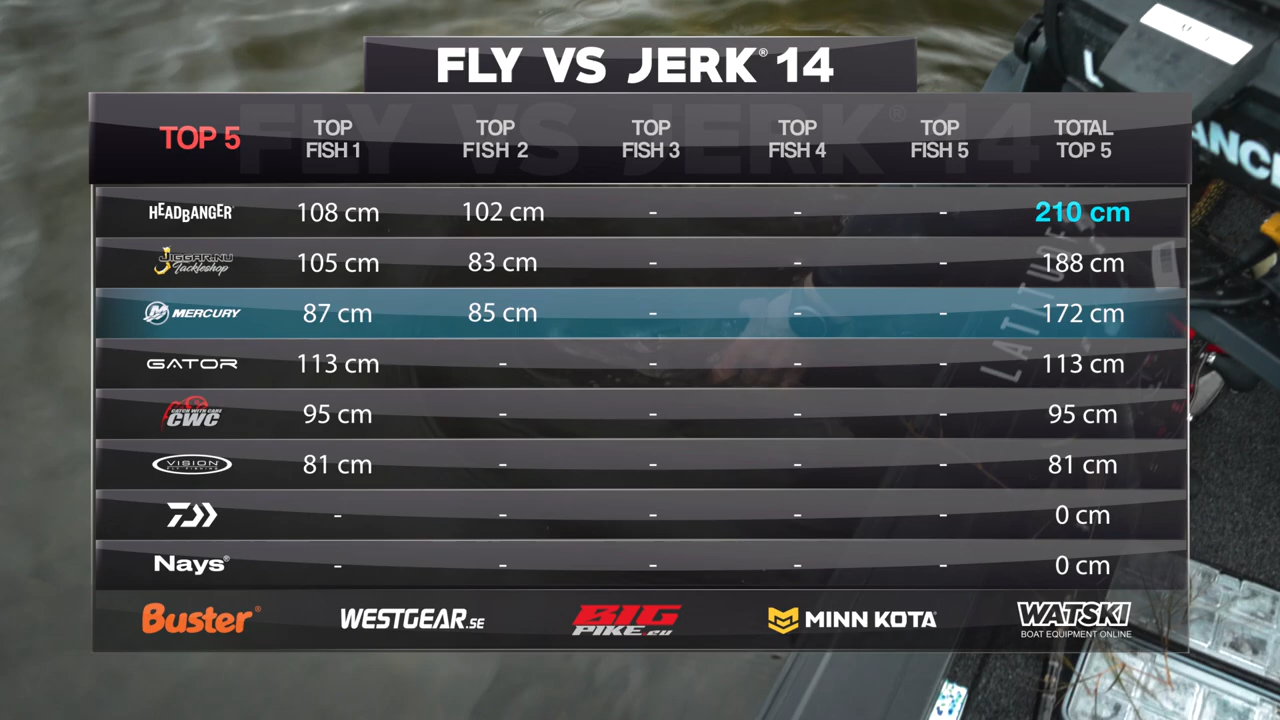 FLY VS JERK® 14
TOP 5 TOP FISH 1 TOP FISH 2 TOP FISH 3 TOP FISH 4 TOP FISH 5 TOTAL TOP 5
HEADBANGER 108 cm 102 cm - - - 210 cm
JIGGAR.NU Tackleshop 105 cm 83 cm - - - 188 cm
MERCURY 87 cm 85 cm - - - 172 cm
GATOR 113 cm - - - - 113 cm
CATCH WITH CARE CWC 95 cm - - - - 95 cm
VISION FLY FISHING 81 cm - - - - 81 cm
- - - - - 0 cm
Nays® - - - - - 0 cm
Buster® WESTGEAR.SE BIG PIKE.eu MINN KOTA WATSKI
BOAT EQUIPMENT ONLINE
LATITUDE
ANC